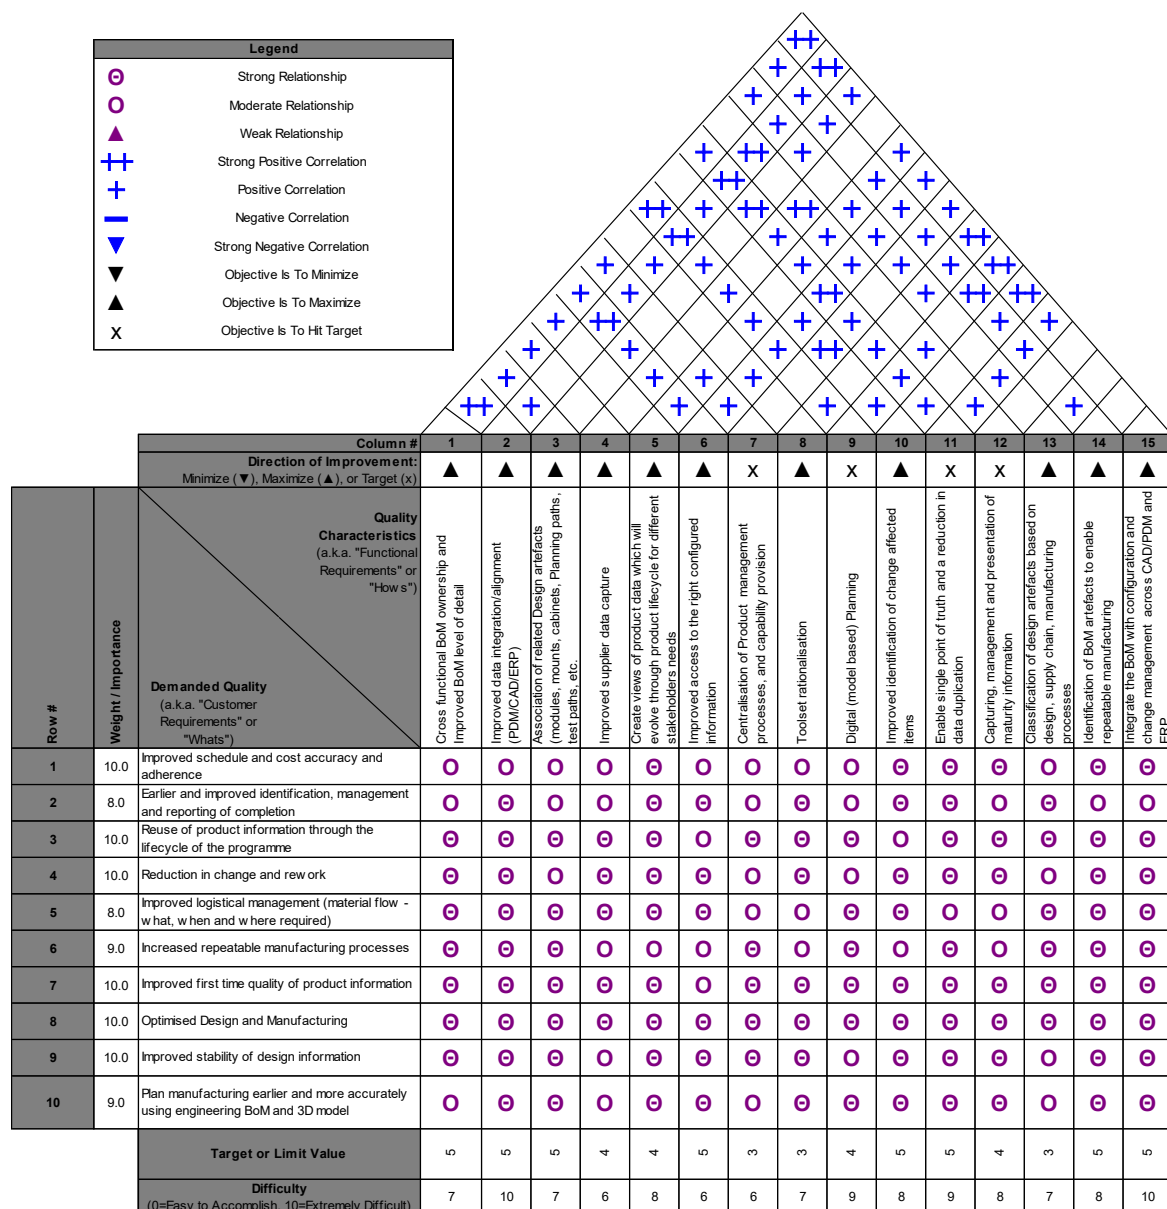 Legend
Strong Relationship
Moderate Relationship
Weak Relationship
Strong Positive Correlation
Positive Correlation
Negative Correlation
Strong Negative Correlation
Objective Is To Minimize
Objective Is To Maximize
X Objective Is To Hit Target
Column # 1 2 3 4 5 6 7 8 9 10 11 12 13 14 15
Direction of Improvement:
Minimize (▼), Maximize (▲), or Target (x)
▲ ▲ ▲ ▲ ▲ ▲ x ▲ x ▲ x x ▲ ▲ ▲
Row #
Weight / Importance
Quality
Characteristics
(a.k.a. "Functional
Requirements" or
"Hows")
Demanded Quality
(a.k.a. "Customer
Requirements" or
"Whats")
Cross functional BoM ownership and
Improved BoM level of detail
Improved data integration/alignment
(PDM/CAD/ERP)
Association of related Design artefacts
(modules, mounts, cabinets, Planning paths,
test paths, etc.
Improved supplier data capture
Create views of product data which will
evolve through product lifecycle for different
stakeholders needs
Improved access to the right configured
information
Centralisation of Product management
processes, and capability provision
Toolset rationalisation
Digital (model based) Planning
Improved identification of change affected
items
Enable single point of truth and a reduction in
data duplication
Capturing, management and presentation of
maturity information
Classification of design artefacts based on
design, supply chain, manufacturing
processes
Identification of BoM artefacts to enable
repeatable manufacturing
Integrate the BoM with configuration and
change management across CAD/PDM and
ERP
1 10.0 Improved schedule and cost accuracy and
adherence
2 8.0 Earlier and improved identification, management
and reporting of completion
3 10.0 Reuse of product information through the
lifecycle of the programme
4 10.0 Reduction in change and rework
5 8.0 Improved logistical management (material flow -
what, when and where required)
6 9.0 Increased repeatable manufacturing processes
7 10.0 Improved first time quality of product information
8 10.0 Optimised Design and Manufacturing
9 10.0 Improved stability of design information
10 9.0 Plan manufacturing earlier and more accurately
using engineering BoM and 3D model
Target or Limit Value 5 5 5 4 4 5 3 3 4 5 5 4 3 5 5
Difficulty
(0=Easy to Accomplish, 10=Extremely Difficult)
7 10 7 6 8 6 6 7 9 8 9 8 7 8 10